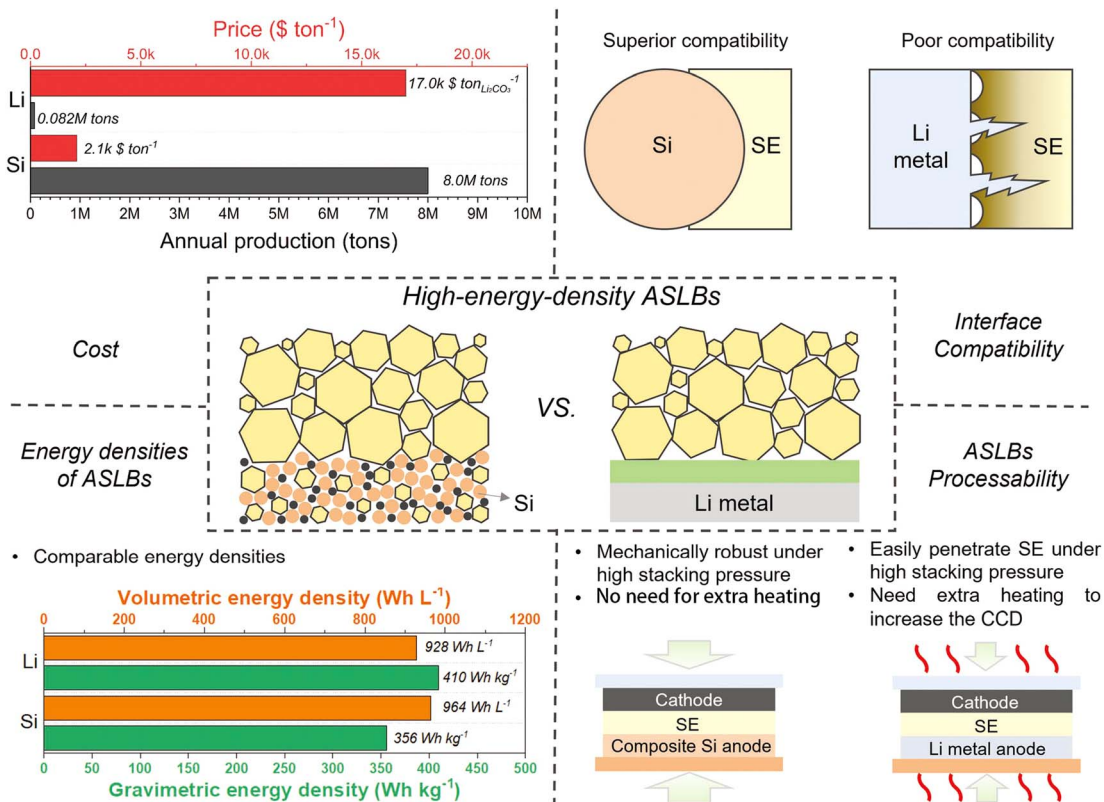 Price ($ ton⁻¹)
0.0 5.0k 10.0k 15.0k 20.0k
Li
17.0k $ ton_Li₂CO₃⁻¹
0.082M tons
Si
2.1k $ ton⁻¹
8.0M tons
0 1M 2M 3M 4M 5M 6M 7M 8M 9M 10M
Annual production (tons)
Superior compatibility
Si
SE
Poor compatibility
Li
metal
SE
Cost
High-energy-density ASLBs
VS.
Si
Li metal
Interface
Compatibility
Energy densities
of ASLBs
ASLBs
Processability
• Comparable energy densities
Volumetric energy density (Wh L⁻¹)
0 200 400 600 800 1000 1200
Li
928 Wh L⁻¹
410 Wh kg⁻¹
Si
964 Wh L⁻¹
356 Wh kg⁻¹
0 50 100 150 200 250 300 350 400 450 500
Gravimetric energy density (Wh kg⁻¹)
• Mechanically robust under
high stacking pressure
• No need for extra heating
Cathode
SE
Composite Si anode
• Easily penetrate SE under
high stacking pressure
• Need extra heating to
increase the CCD
Cathode
SE
Li metal anode